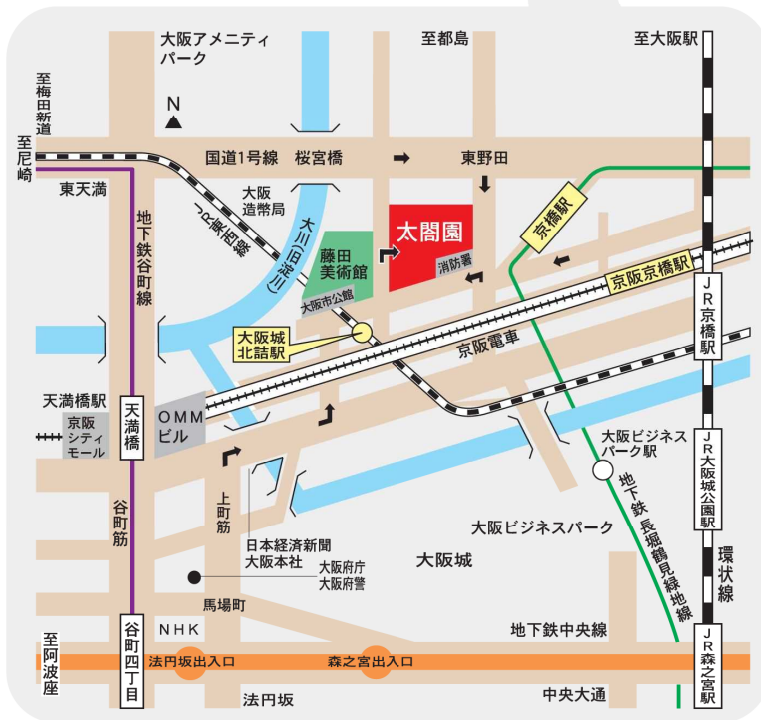 大阪アメニティ
パーク
至都島
至大阪駅
至梅田新道
N
至尼崎
国道1号線
桜宮橋
東野田
東天満
大阪
造幣局
JR東西線
大川(旧淀川)
地下鉄谷町線
藤田
美術館
太閤園
消防署
京橋駅
大阪市公館
京阪京橋駅
大阪城
北詰駅
京阪電車
JR京橋駅
天満橋駅
京阪
シティ
モール
天満橋
OMM
ビル
大阪ビジネス
パーク駅
JR大阪城公園駅
谷町筋
上町筋
大阪ビジネスパーク
地下鉄 長堀鶴見緑地線
日本経済新聞
大阪本社
大阪城
環状線
大阪府庁
大阪府警
馬場町
NHK
地下鉄中央線
谷町四丁目
至阿波座
法円坂出入口
森之宮出入口
JR森之宮駅
法円坂
中央大通